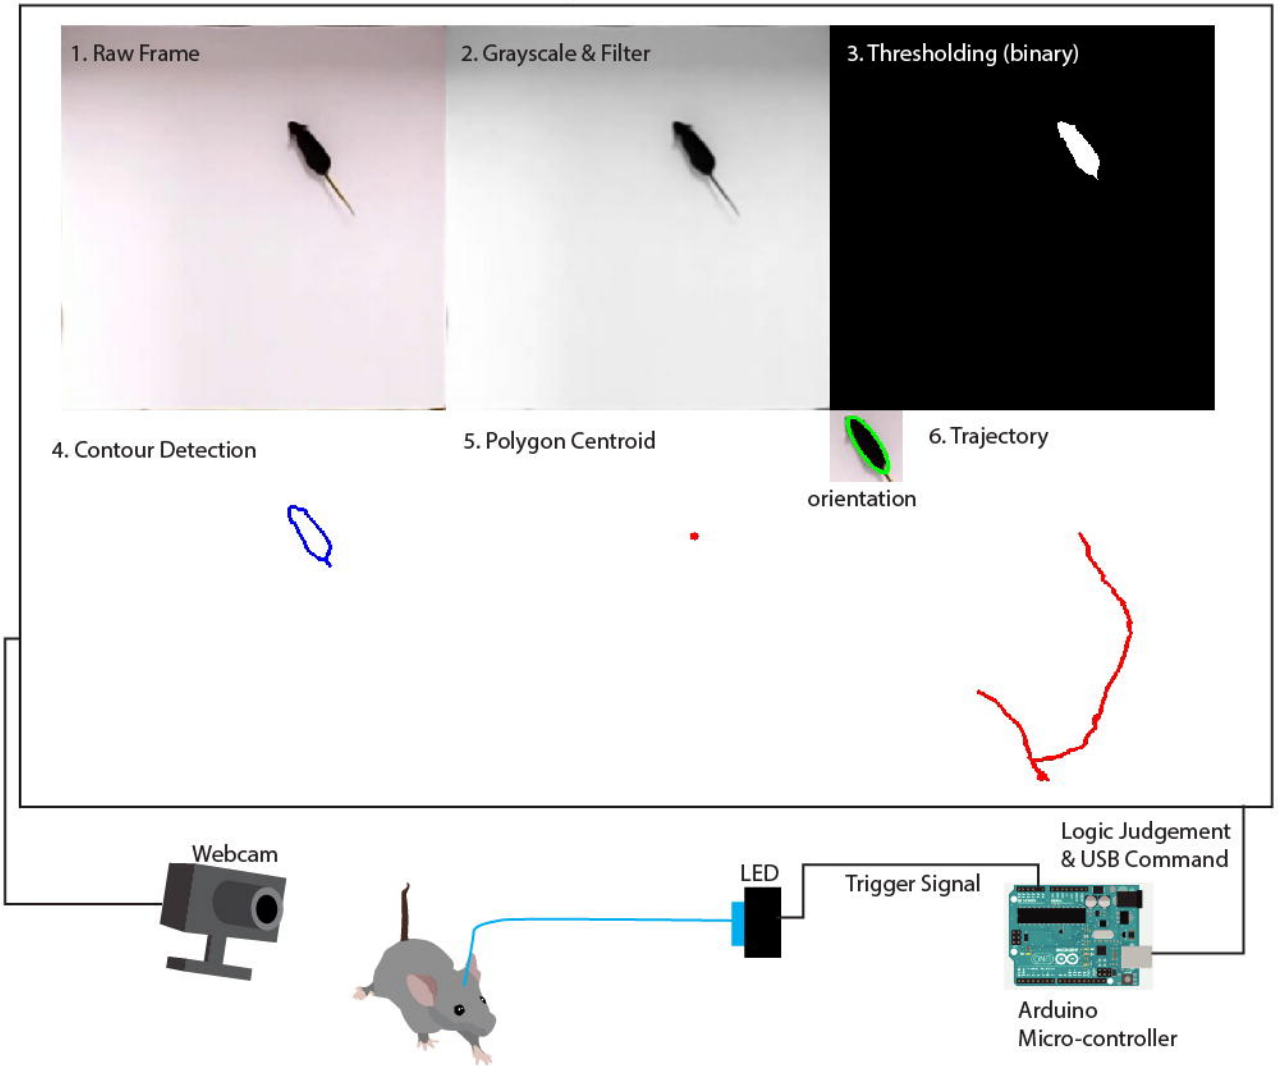 1. Raw Frame
2. Grayscale & Filter
3. Thresholding (binary)
4. Contour Detection
5. Polygon Centroid
6. Trajectory
orientation
Webcam
LED
Trigger Signal
Logic Judgement
& USB Command
Arduino
Micro-controller